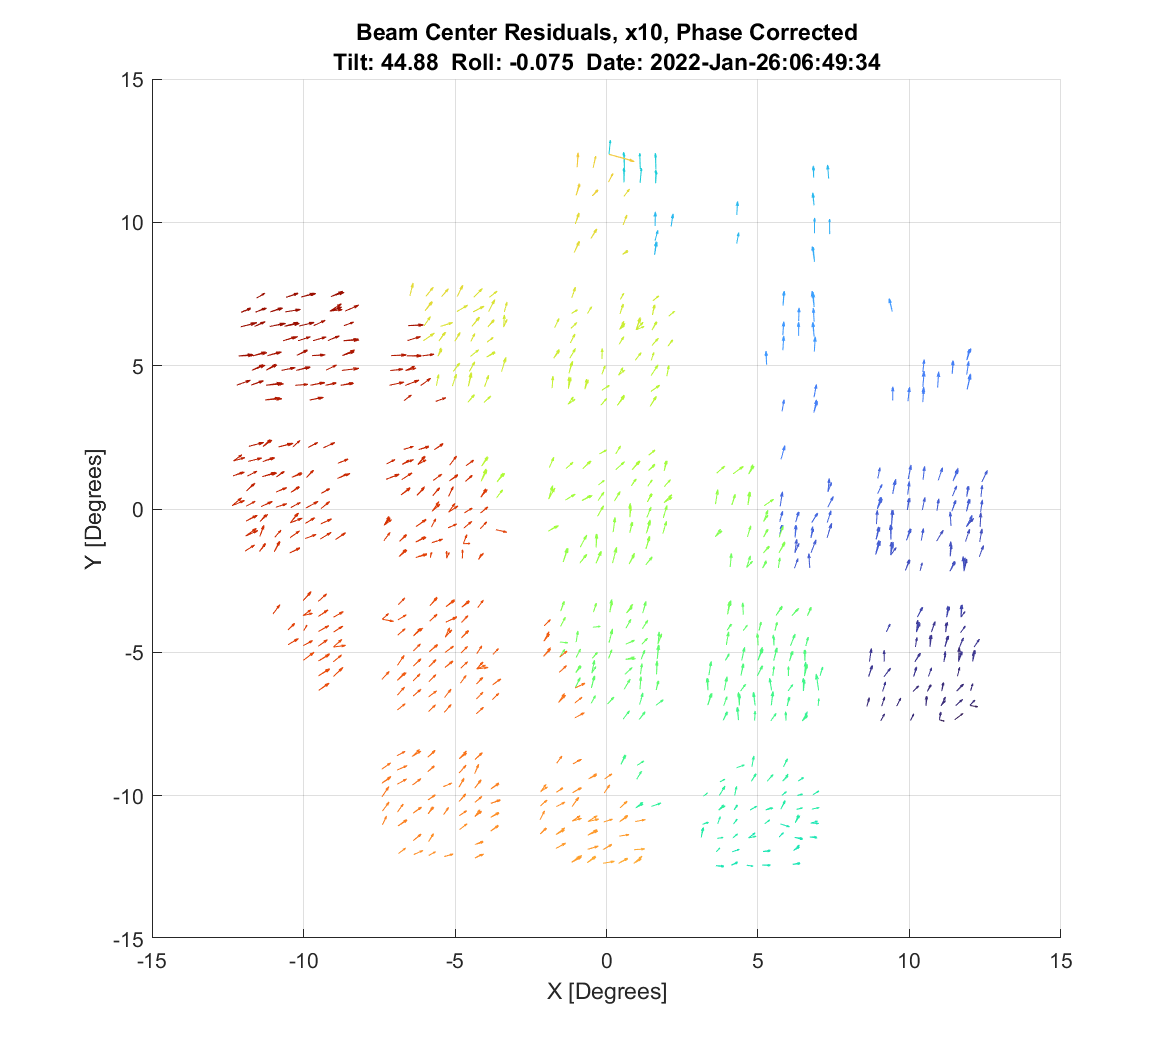 Beam Center Residuals, x10, Phase Corrected
Tilt: 44.88 Roll: -0.075 Date: 2022-Jan-26:06:49:34
15
10
5
0
-5
-10
-15
Y [Degrees]
-15 -10 -5 0 5 10 15
X [Degrees]